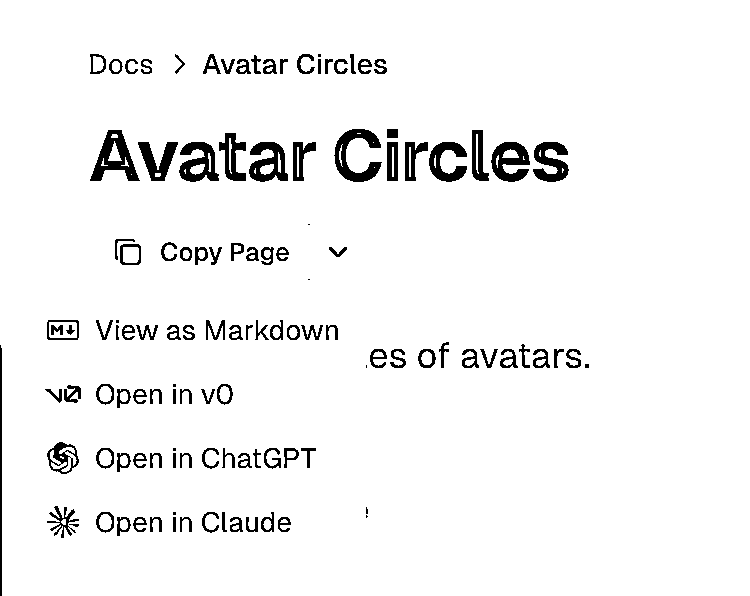 Docs > Avatar Circles
Avatar Circles
Copy Page
View as Markdown
es of avatars.
Open in v0
Open in ChatGPT
Open in Claude